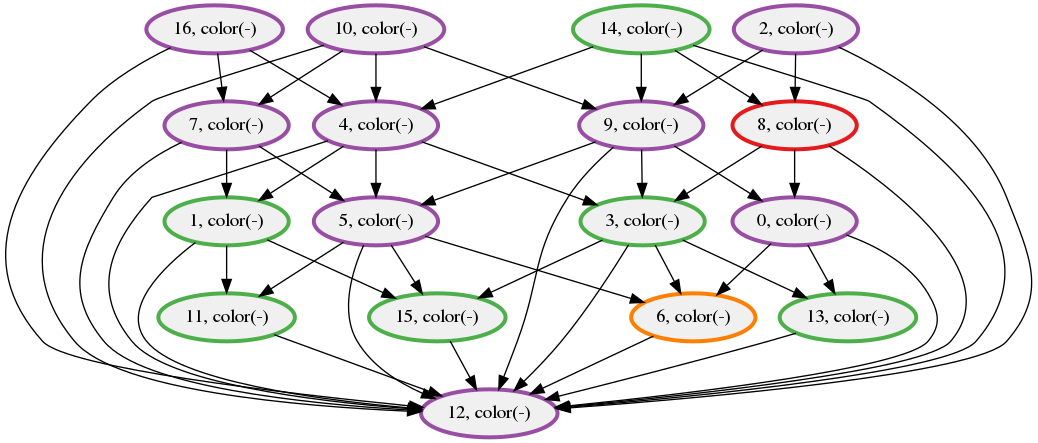 16, color(-)
10, color(-)
14, color(-)
2, color(-)
7, color(-)
4, color(-)
9, color(-)
8, color(-)
1, color(-)
5, color(-)
3, color(-)
0, color(-)
11, color(-)
15, color(-)
6, color(-)
13, color(-)
12, color(-)